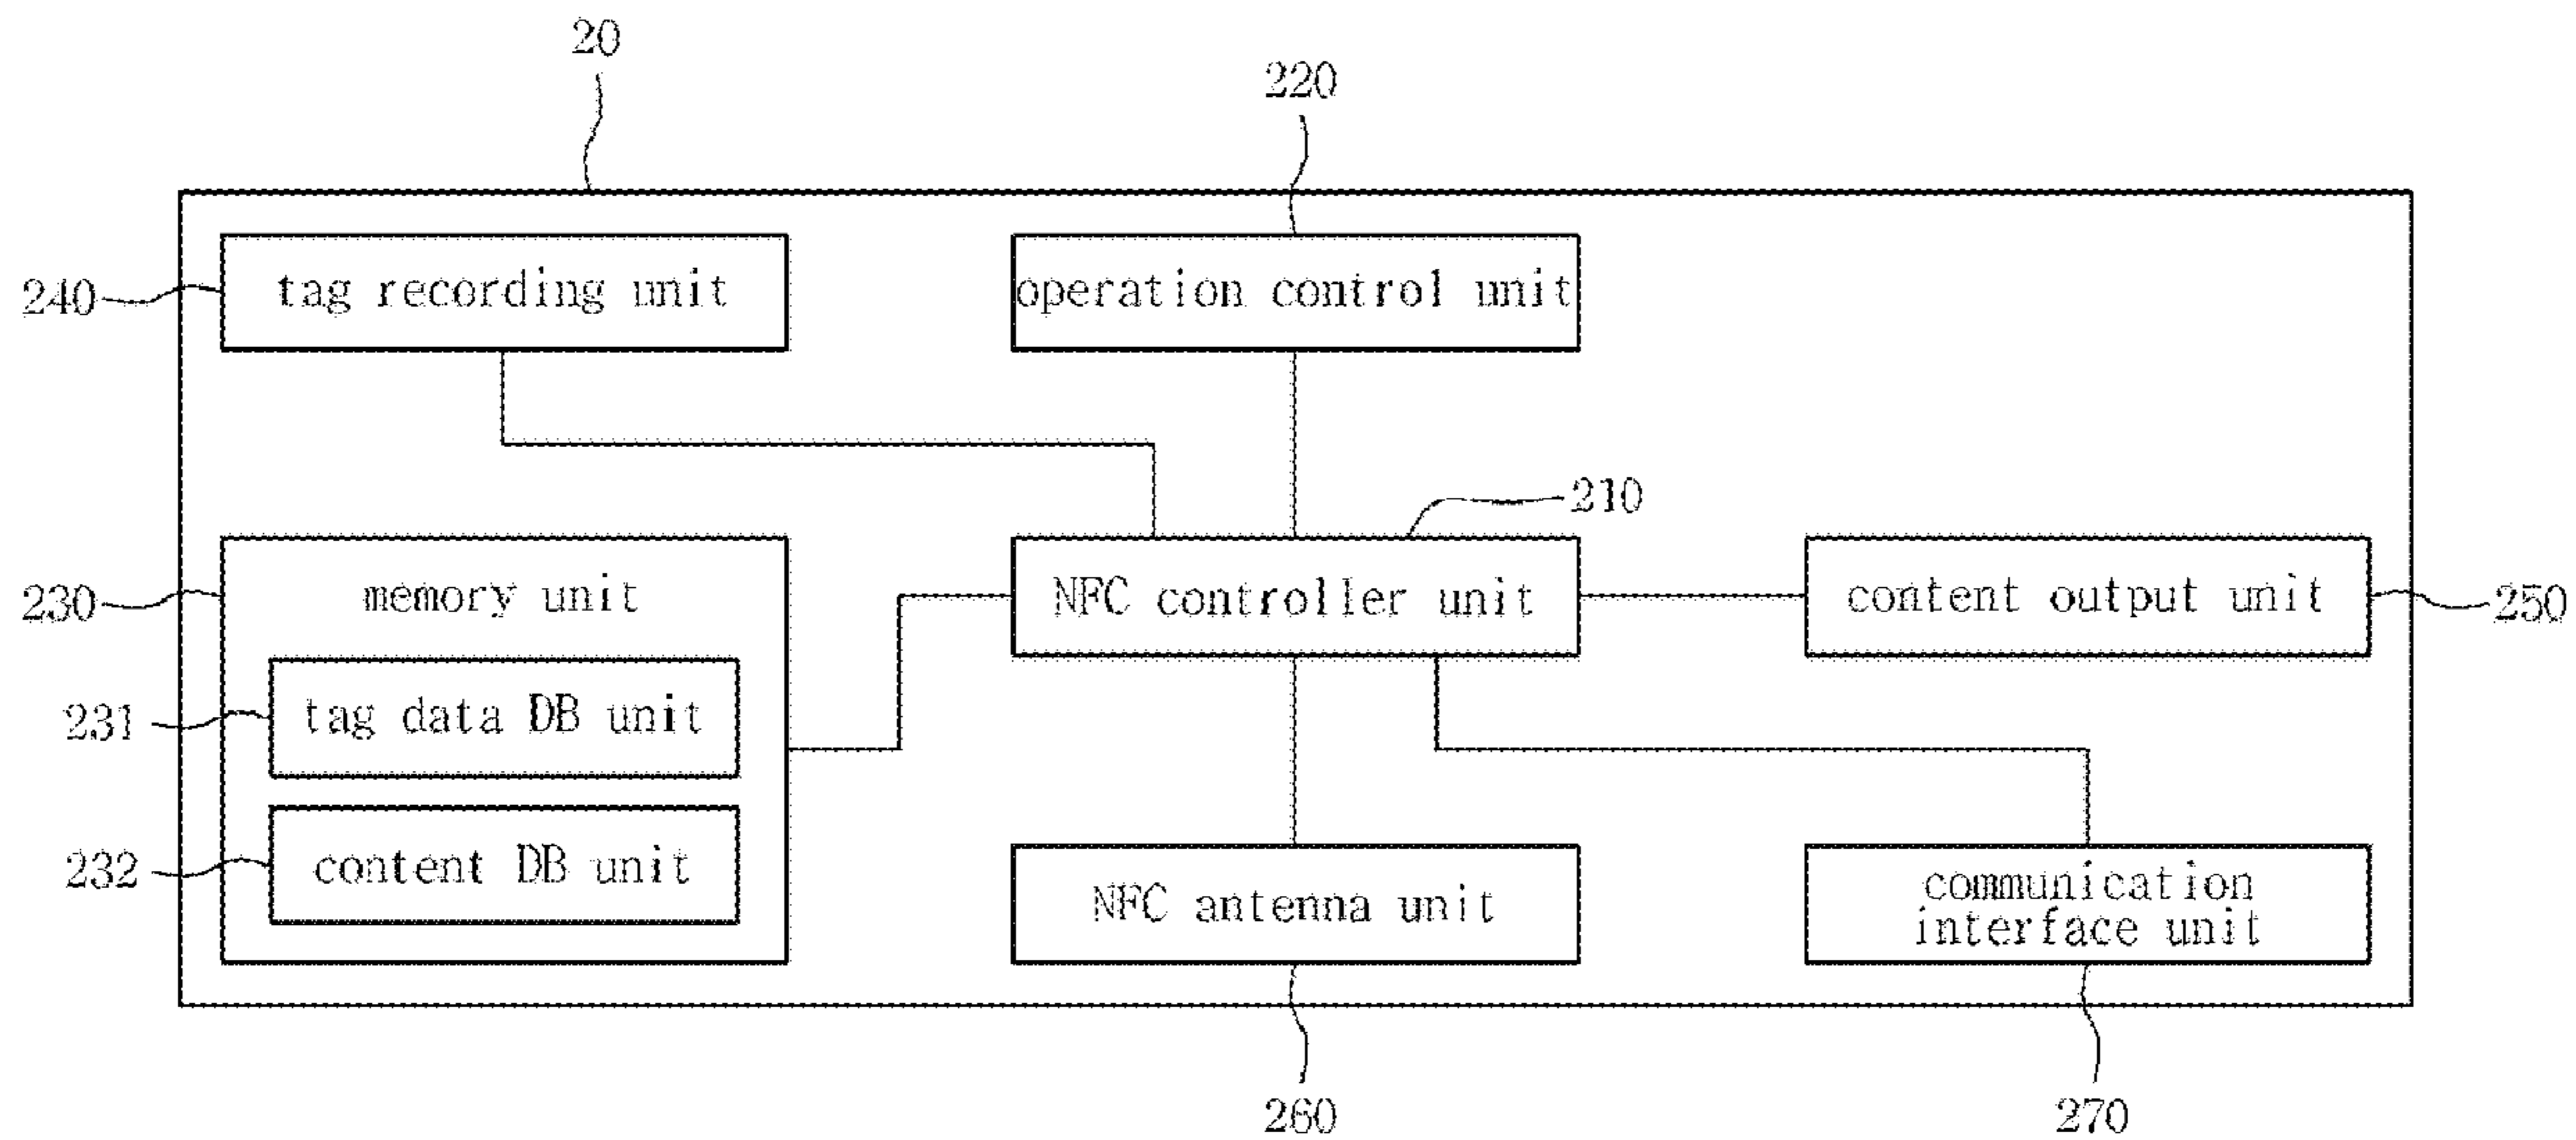 20
220
240
tag recording unit
operation control unit
210
230
memory unit
NFC controller unit
content output unit
250
231
tag data DB unit
232
content DB unit
NFC antenna unit
communication
interface unit
260
270